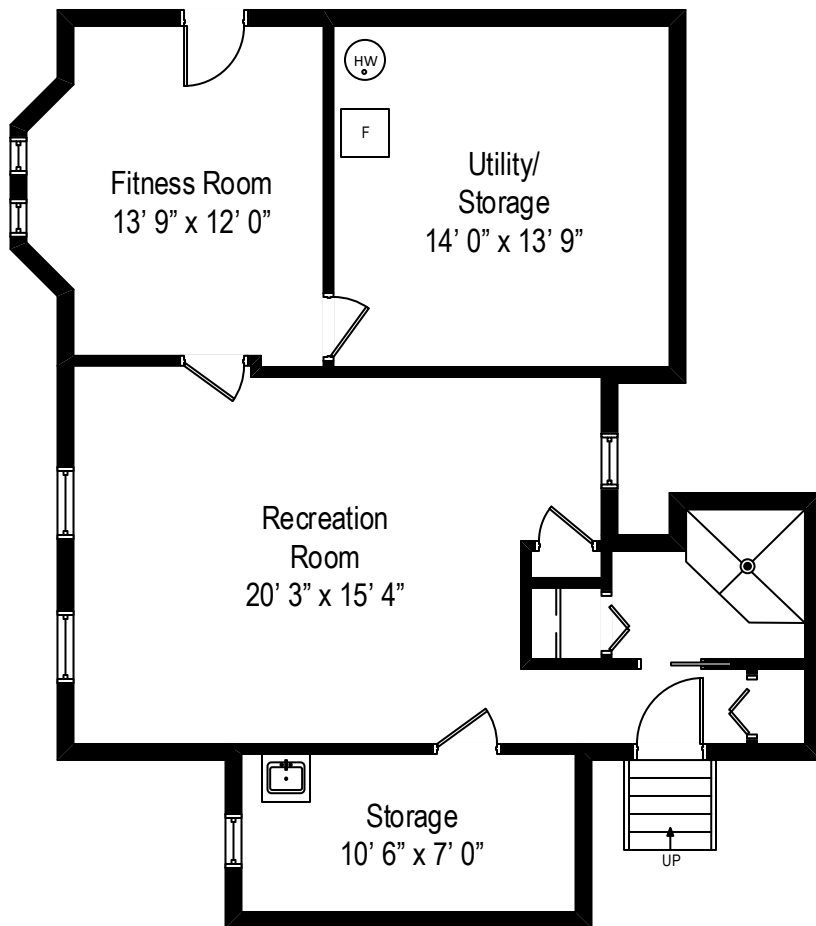 HW
F
Fitness Room
13’ 9” x 12’ 0”
Utility/
Storage
14’ 0” x 13’ 9”
Recreation
Room
20’ 3” x 15’ 4”
Storage
10’ 6” x 7’ 0”
UP